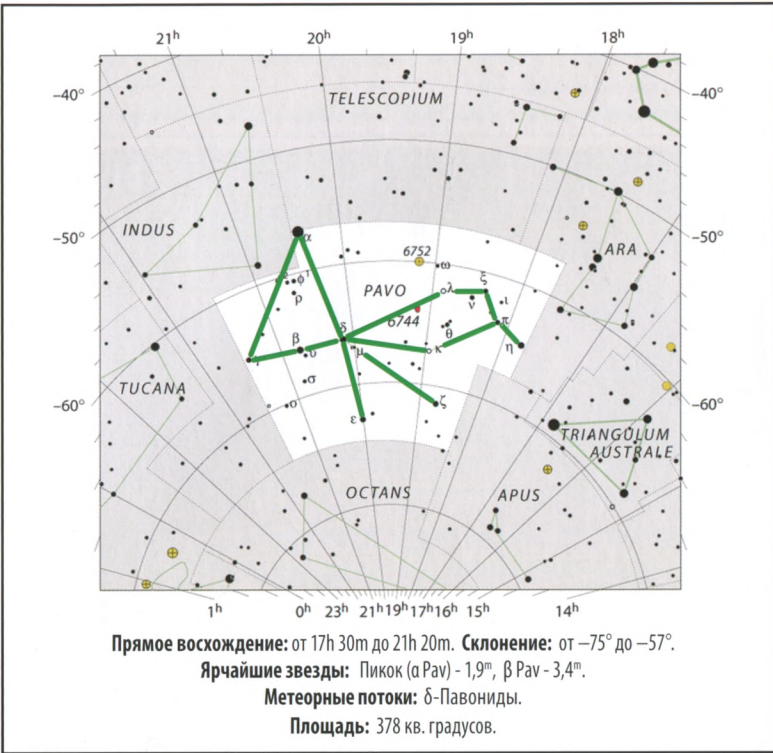 21h 20h 19h 18h
–40° –40°
TELESCOPIUM
–50° –50°
INDUS
ARA
α
6752
ω
φ¹
ρ
PAVO
λ ξ
ν ι
6744
π
θ
δ
β υ
μ
κ
η
γ
TUCANA
σ
ο
ζ
ε
–60° –60°
TRIANGULUM
AUSTRALE
OCTANS
APUS
1h 0h 23h 21h 19h 17h 16h 15h 14h
Прямое восхождение: от 17h 30m до 21h 20m. Склонение: от –75° до –57°.
Ярчайшие звезды: Пикок (α Pav) - 1,9m, β Pav - 3,4m.
Метеорные потоки: δ-Павониды.
Площадь: 378 кв. градусов.